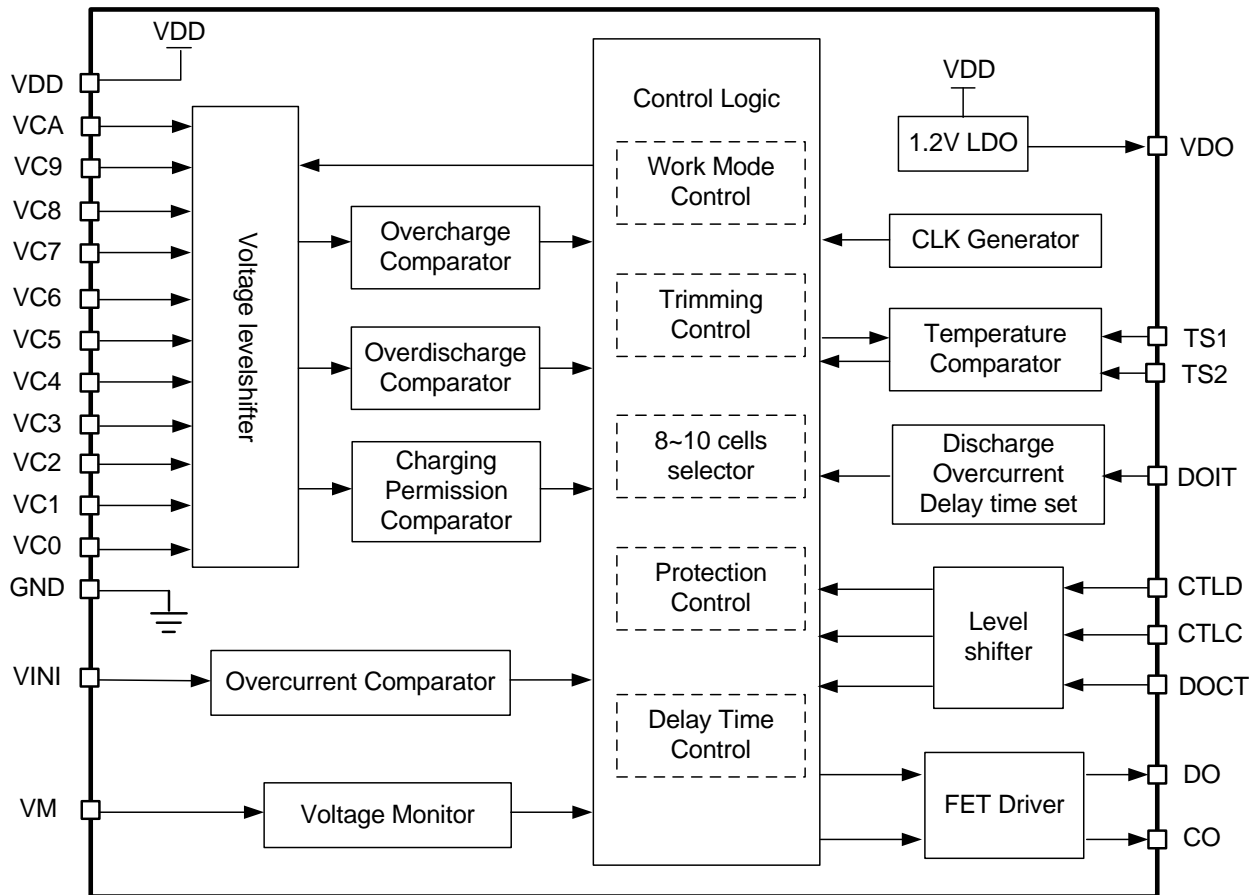 VDD
VDD
VCA
VC9
VC8
VC7
VC6
VC5
VC4
VC3
VC2
VC1
VC0
GND
VINI
VM
Voltage levelshifter
Overcharge
Comparator
Overdischarge
Comparator
Charging
Permission
Comparator
Overcurrent Comparator
Voltage Monitor
Control Logic
Work Mode
Control
Trimming
Control
8~10 cells
selector
Protection
Control
Delay Time
Control
VDD
1.2V LDO
CLK Generator
Temperature
Comparator
Discharge
Overcurrent
Delay time set
Level
shifter
FET Driver
VDO
TS1
TS2
DOIT
CTLD
CTLC
DOCT
DO
CO